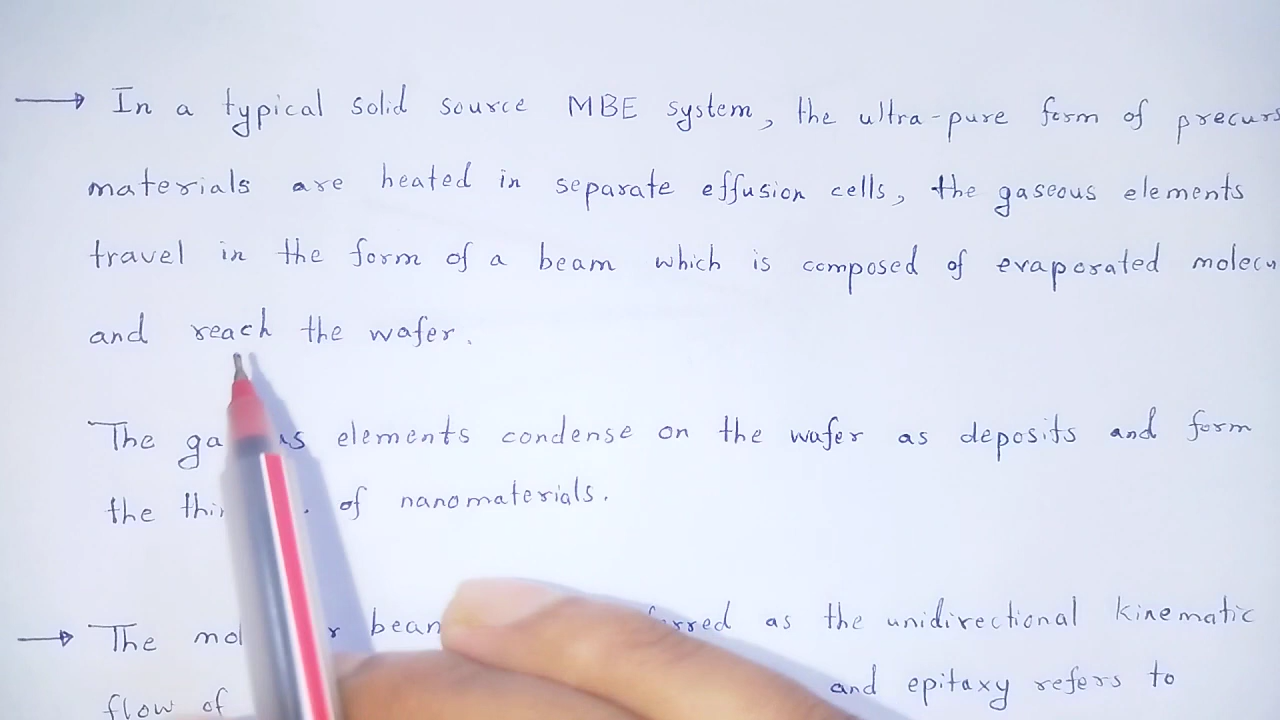 In a typical solid source MBE system, the ultra-pure form of
materials are heated in separate effusion cells, the gaseous elements
travel in the form of a beam which is composed of evaporated
and reach the wafer.
The elements condense on the wafer as deposits and form
the of nanomaterials.
The as the unidirectional kinematic
flow of and epitaxy refers to